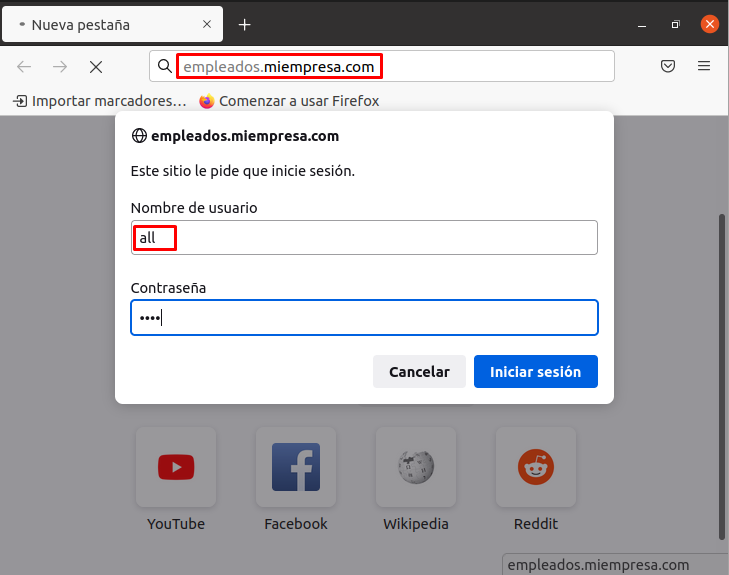 Nueva pestaña
empleados.miempresa.com
Importar marcadores… Comenzar a usar Firefox
empleados.miempresa.com
Este sitio le pide que inicie sesión.
Nombre de usuario
all
Contraseña
••••
Cancelar Iniciar sesión
YouTube Facebook Wikipedia Reddit
empleados.miempresa.com